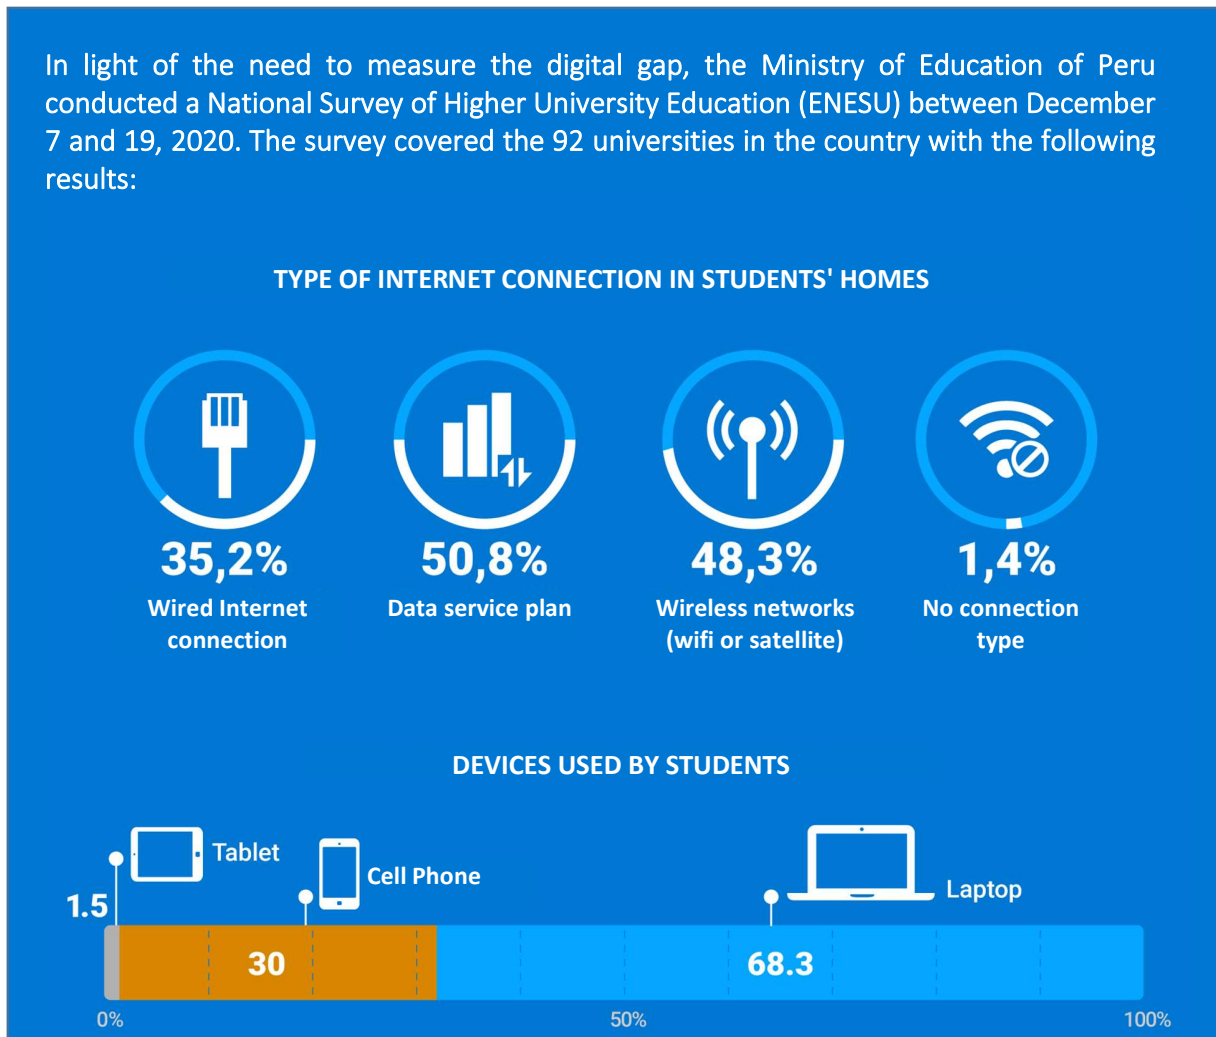 In light of the need to measure the digital gap, the Ministry of Education of Peru
conducted a National Survey of Higher University Education (ENESU) between December
7 and 19, 2020. The survey covered the 92 universities in the country with the following
results:
TYPE OF INTERNET CONNECTION IN STUDENTS' HOMES
35,2%
Wired Internet
connection
50,8%
Data service plan
48,3%
Wireless networks
(wifi or satellite)
1,4%
No connection
type
DEVICES USED BY STUDENTS
Tablet
Cell Phone
Laptop
1.5
30
68.3
0%
50%
100%